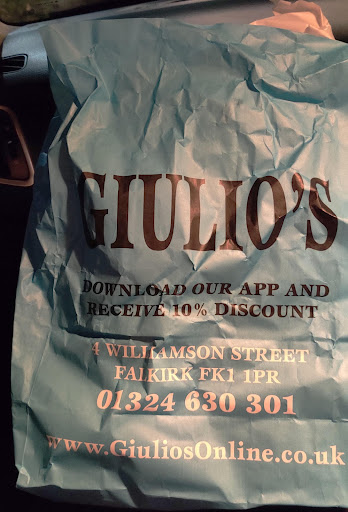 GIULIO'S
DOWNLOAD OUR APP AND
RECEIVE 10% DISCOUNT
4 WILLIAMSON STREET
FALKIRK FK1 1PR
01324 630 301
www.GiuliosOnline.co.uk